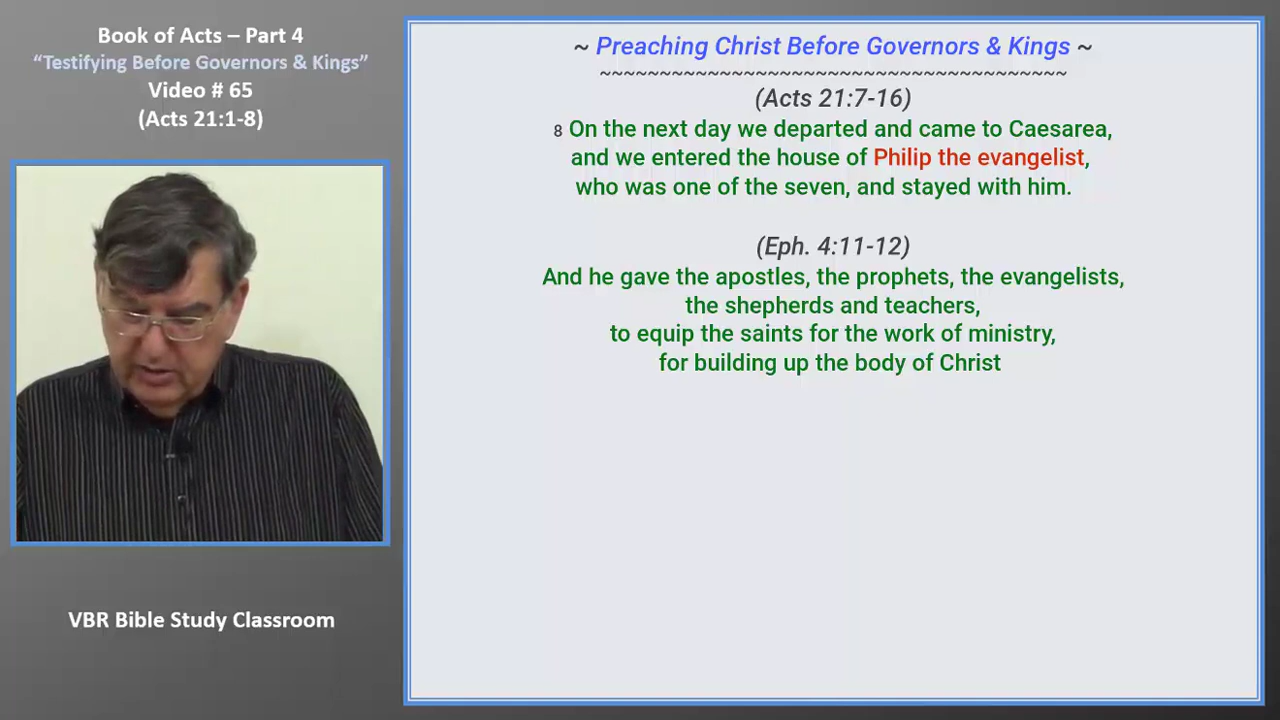 Book of Acts – Part 4
“Testifying Before Governors & Kings”
Video # 65
(Acts 21:1-8)
VBR Bible Study Classroom
~ Preaching Christ Before Governors & Kings ~
~~~~~~~~~~~~~~~~~~~~~~~~~~~~~~~~~~~~~~~
(Acts 21:7-16)
8 On the next day we departed and came to Caesarea,
and we entered the house of Philip the evangelist,
who was one of the seven, and stayed with him.
(Eph. 4:11-12)
And he gave the apostles, the prophets, the evangelists,
the shepherds and teachers,
to equip the saints for the work of ministry,
for building up the body of Christ